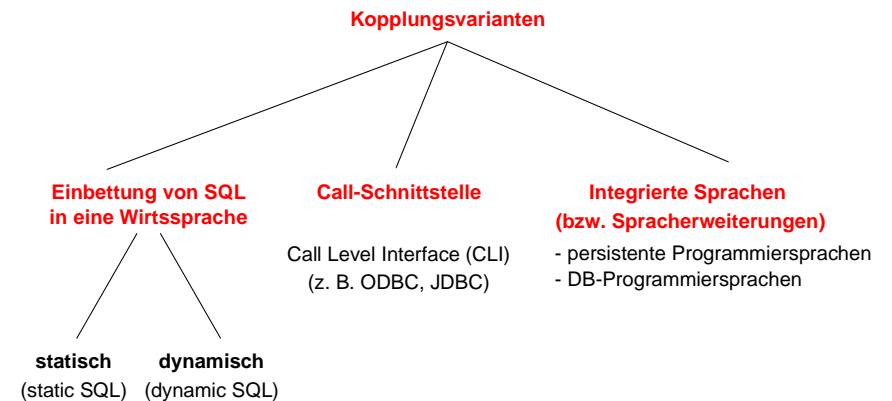 Kopplungsvarianten
Einbettung von SQL
in eine Wirtssprache
statisch
(static SQL)
dynamisch
(dynamic SQL)
Call-Schnittstelle
Call Level Interface (CLI)
(z. B. ODBC, JDBC)
Integrierte Sprachen
(bzw. Spracherweiterungen)
- persistente Programmiersprachen
- DB-Programmiersprachen